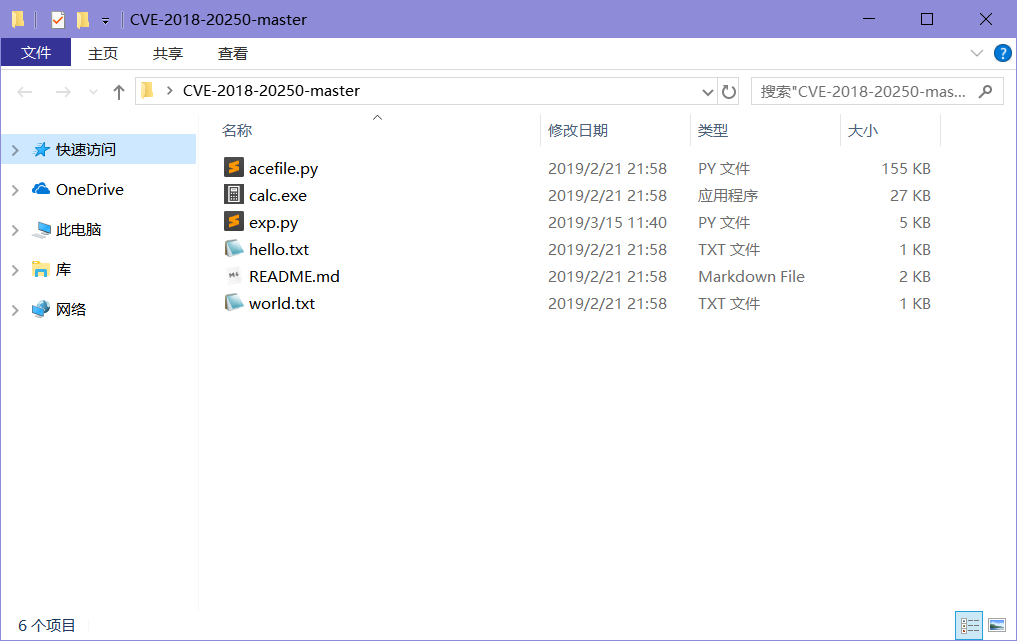 CVE-2018-20250-master
文件 主页 共享 查看
CVE-2018-20250-master 搜索"CVE-2018-20250-mas...
名称 修改日期 类型 大小
快速访问
OneDrive
此电脑
库
网络
acefile.py 2019/2/21 21:58 PY 文件 155 KB
calc.exe 2019/2/21 21:58 应用程序 27 KB
exp.py 2019/3/15 11:40 PY 文件 5 KB
hello.txt 2019/2/21 21:58 TXT 文件 1 KB
README.md 2019/2/21 21:58 Markdown File 2 KB
world.txt 2019/2/21 21:58 TXT 文件 1 KB
6 个项目